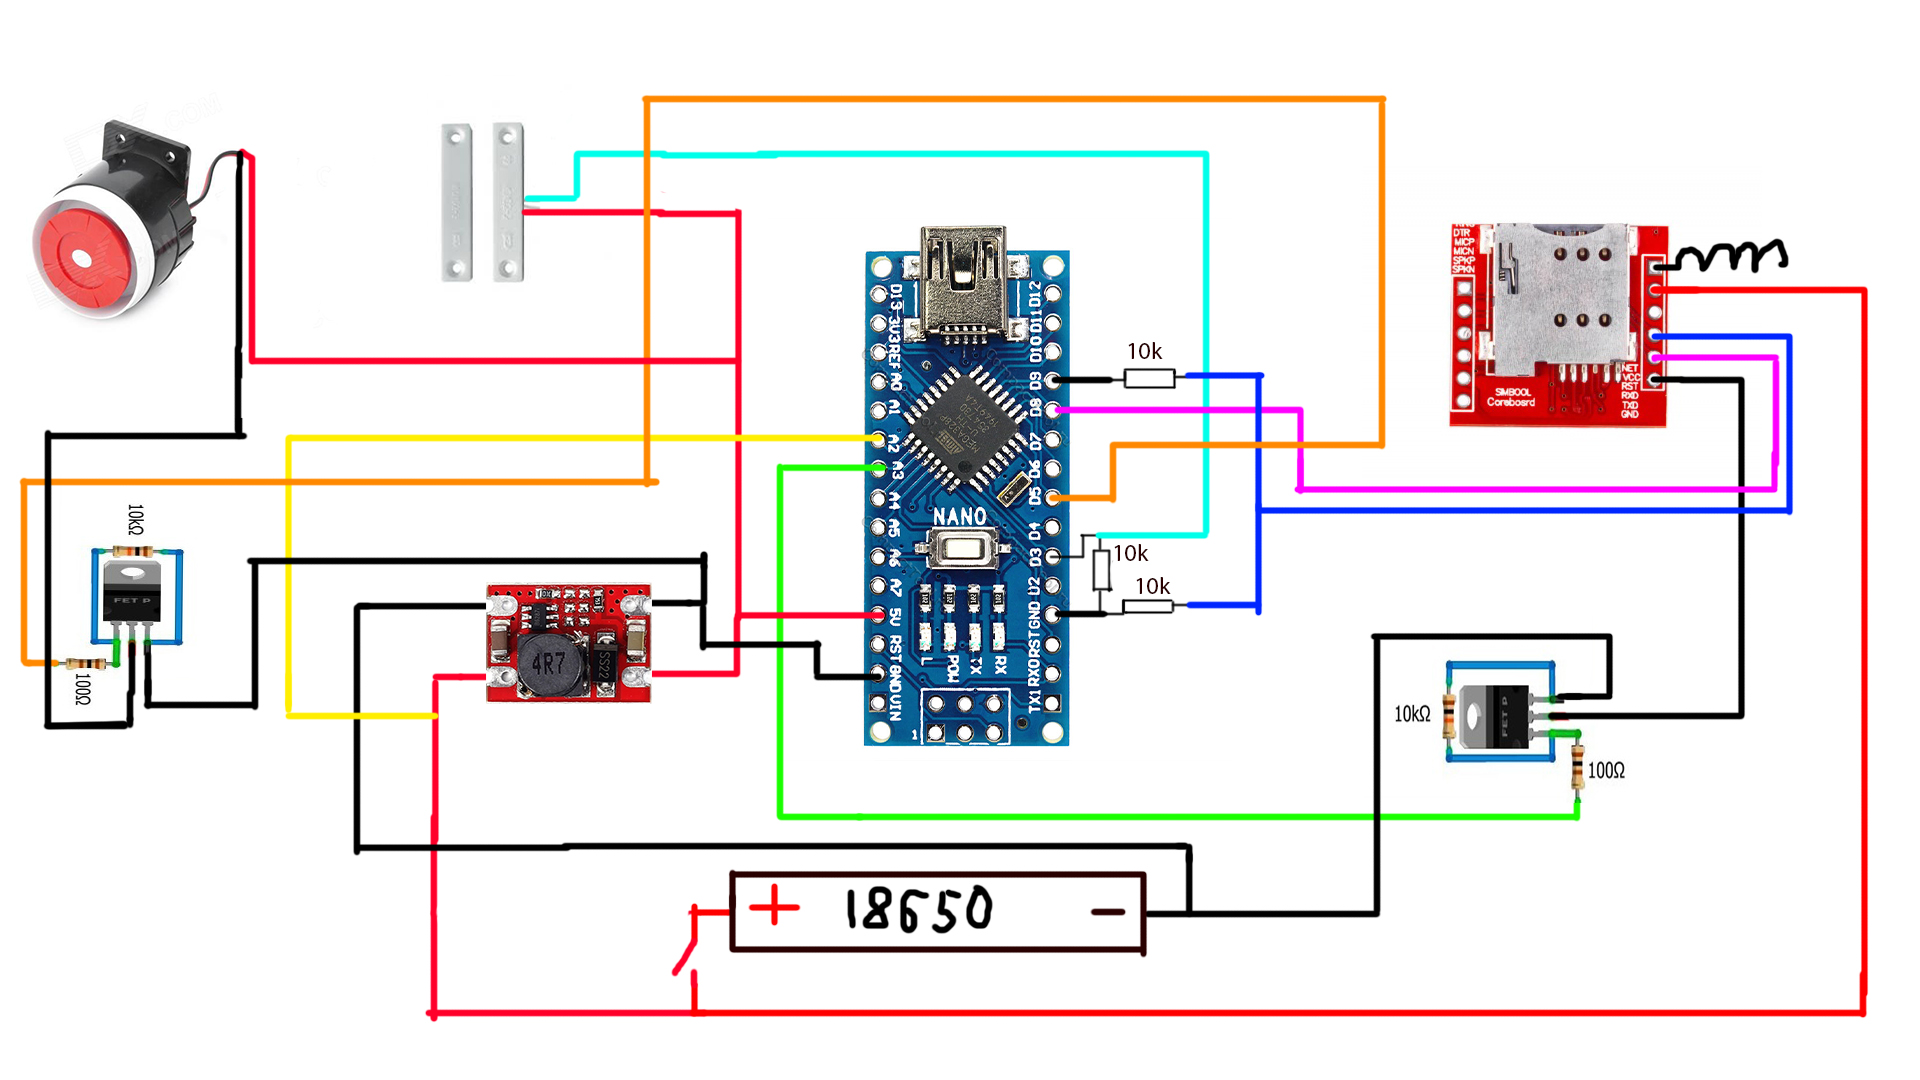 10kΩ
FET P
100Ω
4R7
SS22
D13
3V3
REF
A0
A1
A2
A3
A4
A5
A6
A7
5V
RST
GND
VIN
NANO
L
POW
TX
RX
1
D12
D11
D10
D9
D8
D7
D6
D5
D4
D3
D2
GND
RST
RX0
TX1
10k
10k
10k
DTR
MICP
MICN
SPKP
SPKN
NET
VCC
RST
RXD
TXD
GND
SIM800L
Coreboard
10kΩ
FET P
100Ω
+ 18650 −